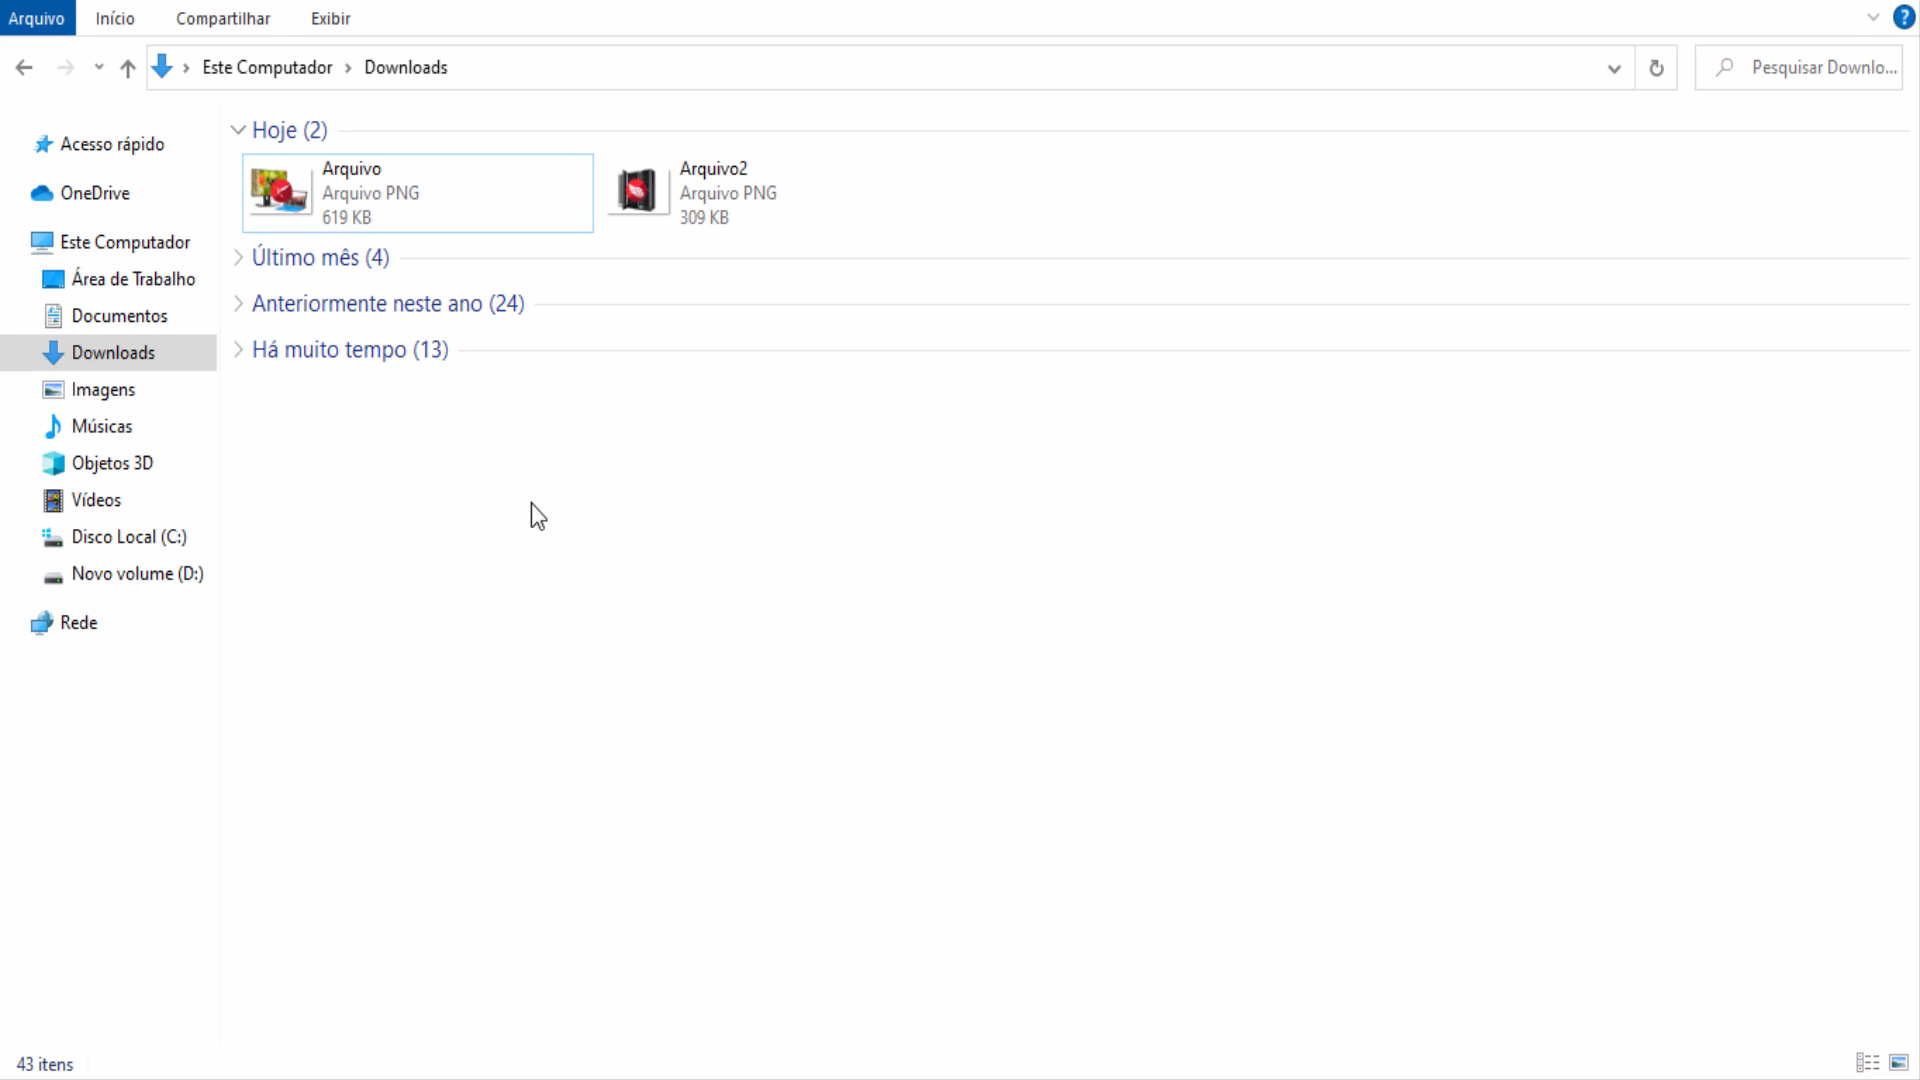 Arquivo Início Compartilhar Exibir ?
Este Computador Downloads Pesquisar Downlo...
Acesso rápido
OneDrive
Este Computador
Área de Trabalho
Documentos
Downloads
Imagens
Músicas
Objetos 3D
Vídeos
Disco Local (C:)
Novo volume (D:)
Rede
Hoje (2)
Arquivo
Arquivo PNG
619 KB
Arquivo2
Arquivo PNG
309 KB
Último mês (4)
Anteriormente neste ano (24)
Há muito tempo (13)
43 itens